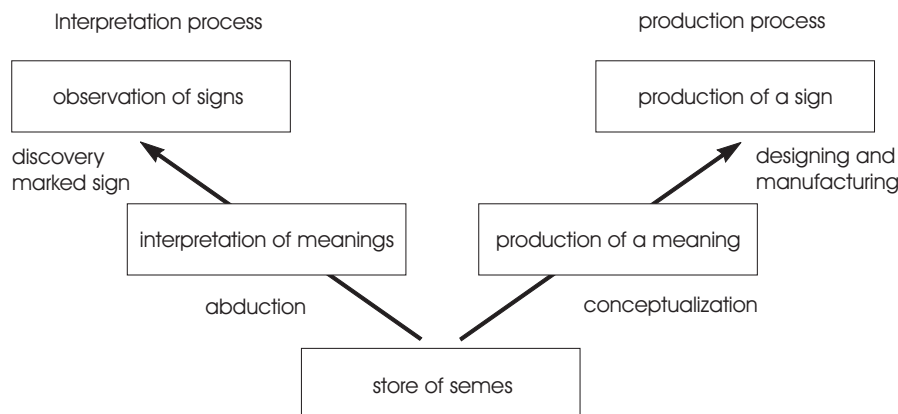 Interpretation process
production process
observation of signs
production of a sign
discovery
marked sign
designing and
manufacturing
interpretation of meanings
production of a meaning
abduction
conceptualization
store of semes